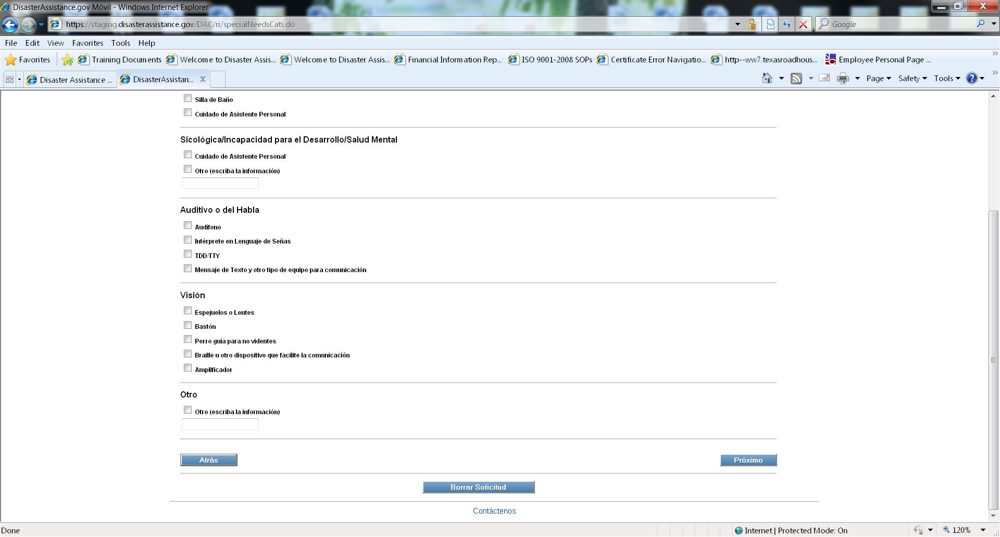 DisasterAssistance.gov Móvil - Windows Internet Explorer
https://staging.disasterassistance.gov/DAC/ri/specialNeedsCats.do
Google
File Edit View Favorites Tools Help
Favorites Training Documents Welcome to Disaster Assis... Welcome to Disaster Assis... Financial Information Rep... ISO 9001-2008 SOPs Certificate Error Navigatio... http--ww7.texasroadhous... Employee Personal Page ...
Disaster Assistance ... DisasterAssistan... Page Safety Tools
Silla de Baño
Cuidado de Asistente Personal
Sicológica/Incapacidad para el Desarrollo/Salud Mental
Cuidado de Asistente Personal
Otro (escriba la información)
Auditivo o del Habla
Audífono
Intérprete en Lenguaje de Señas
TDD/TTY
Mensaje de Texto y otro tipo de equipo para comunicación
Visión
Espejuelos o Lentes
Bastón
Perro guía para no videntes
Braille u otro dispositivo que facilite la comunicación
Amplificador
Otro
Otro (escriba la información)
Atrás Próximo
Borrar Solicitud
Contáctenos
Done Internet | Protected Mode: On 120%